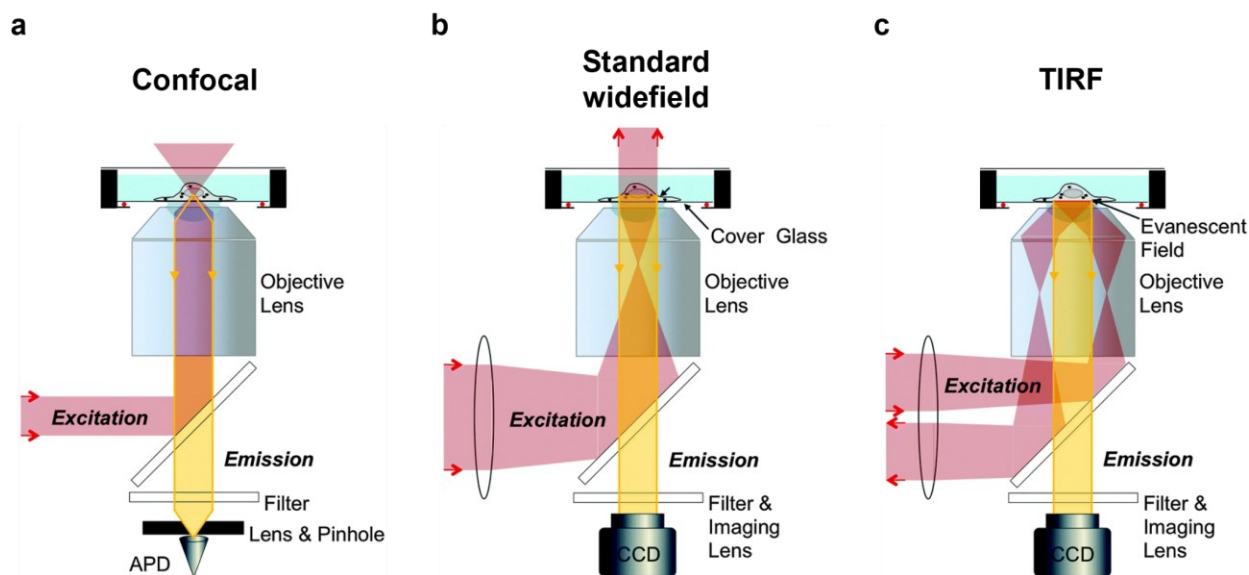 a
Confocal
Objective
Lens
Excitation
Emission
Filter
Lens & Pinhole
APD
b
Standard
widefield
Cover Glass
Objective
Lens
Excitation
Emission
Filter &
Imaging
Lens
CCD
c
TIRF
Evanescent
Field
Objective
Lens
Excitation
Emission
Filter &
Imaging
Lens
CCD